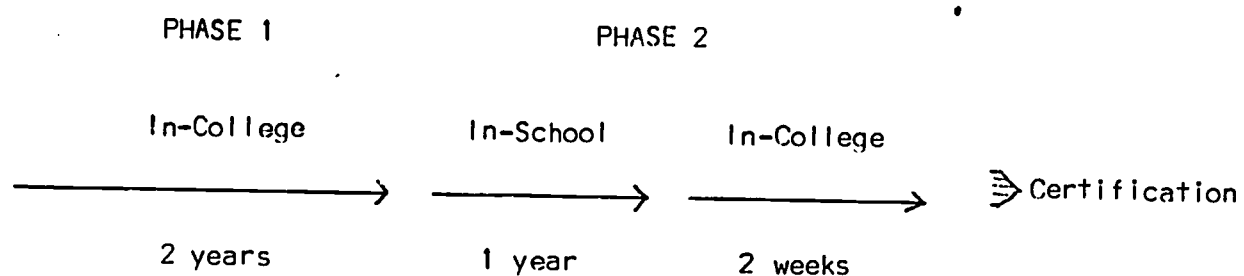 PHASE 1 PHASE 2
In-College In-School In-College
Certification
2 years 1 year 2 weeks